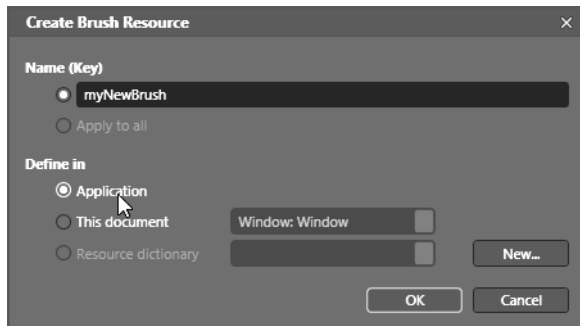 Create Brush Resource
Name (Key)
myNewBrush
Apply to all
Define in
Application
This document Window: Window
Resource dictionary New...
OK Cancel